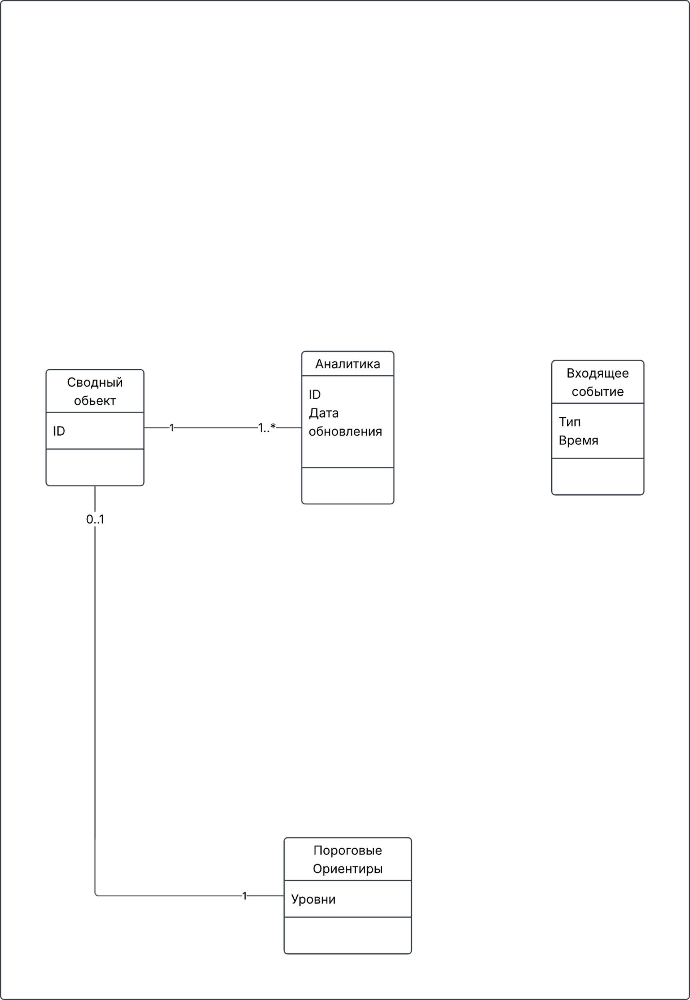 Сводный
обьект
ID
1
1..*
Аналитика
ID
Дата
обновления
Входящее
событие
Тип
Время
0..1
1
Пороговые
Ориентиры
Уровни